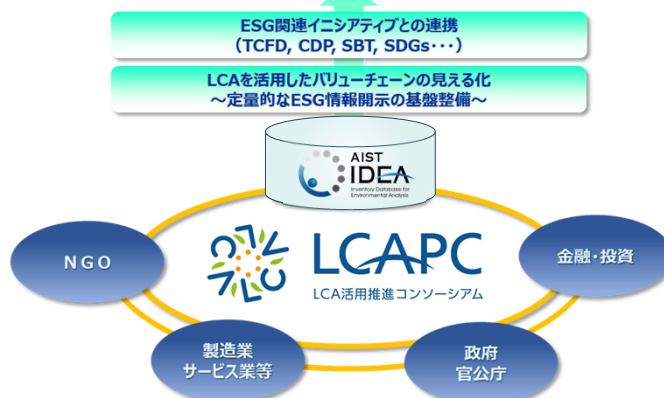 ESG関連イニシアティブとの連携
（TCFD, CDP, SBT, SDGs･･･）
LCAを活用したバリューチェーンの見える化
～定量的なESG情報開示の基盤整備～
AIST
IDEA
Inventory Database for
Environmental Analysis
NGO
LCAPC
LCA活用推進コンソーシアム
金融・投資
製造業
サービス業等
政府
官公庁